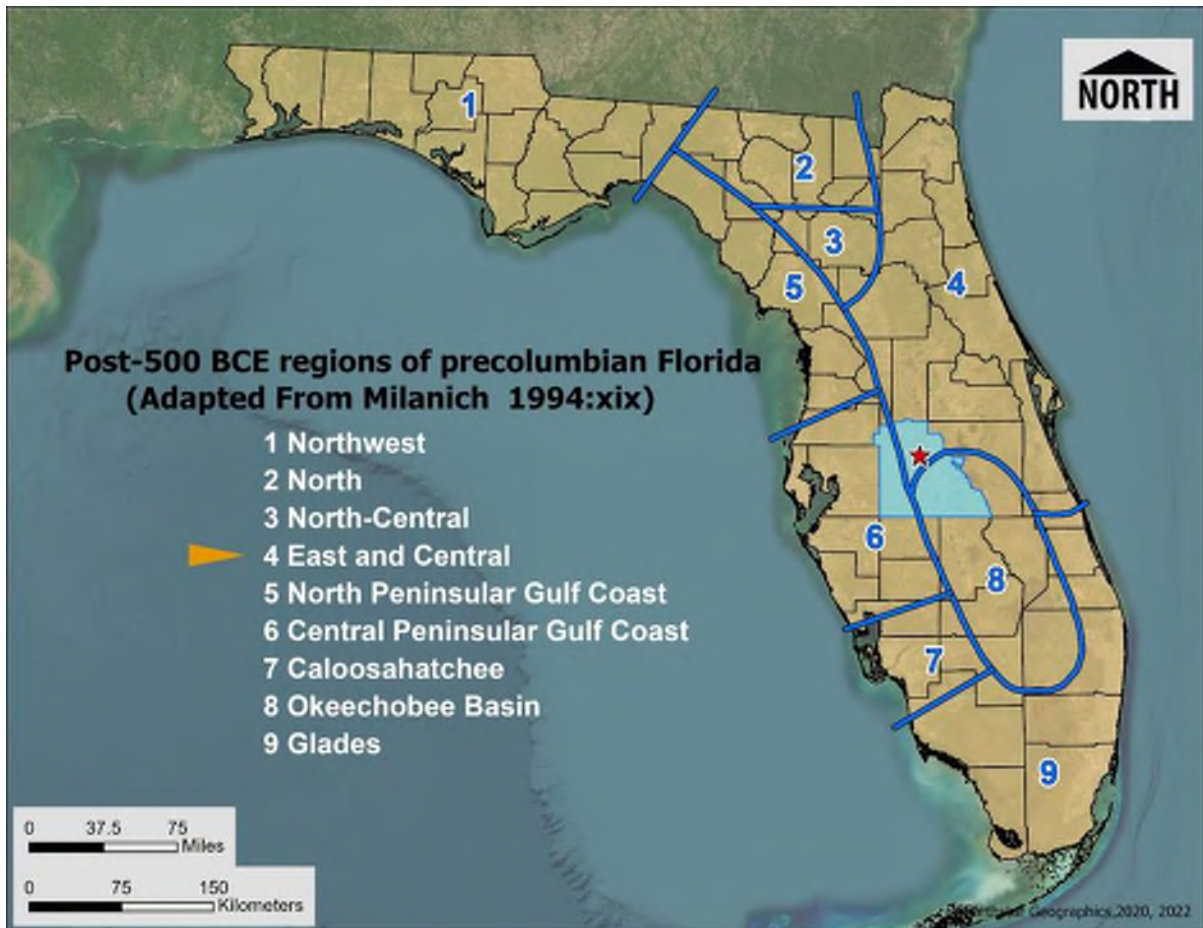 NORTH
1
2
3
4
5
6
7
8
9
Post-500 BCE regions of precolumbian Florida
(Adapted From Milanich 1994:xix)
1 Northwest
2 North
3 North-Central
4 East and Central
5 North Peninsular Gulf Coast
6 Central Peninsular Gulf Coast
7 Caloosahatchee
8 Okeechobee Basin
9 Glades
0 37.5 75
Miles
0 75 150
Kilometers
Geographics,2020, 2022